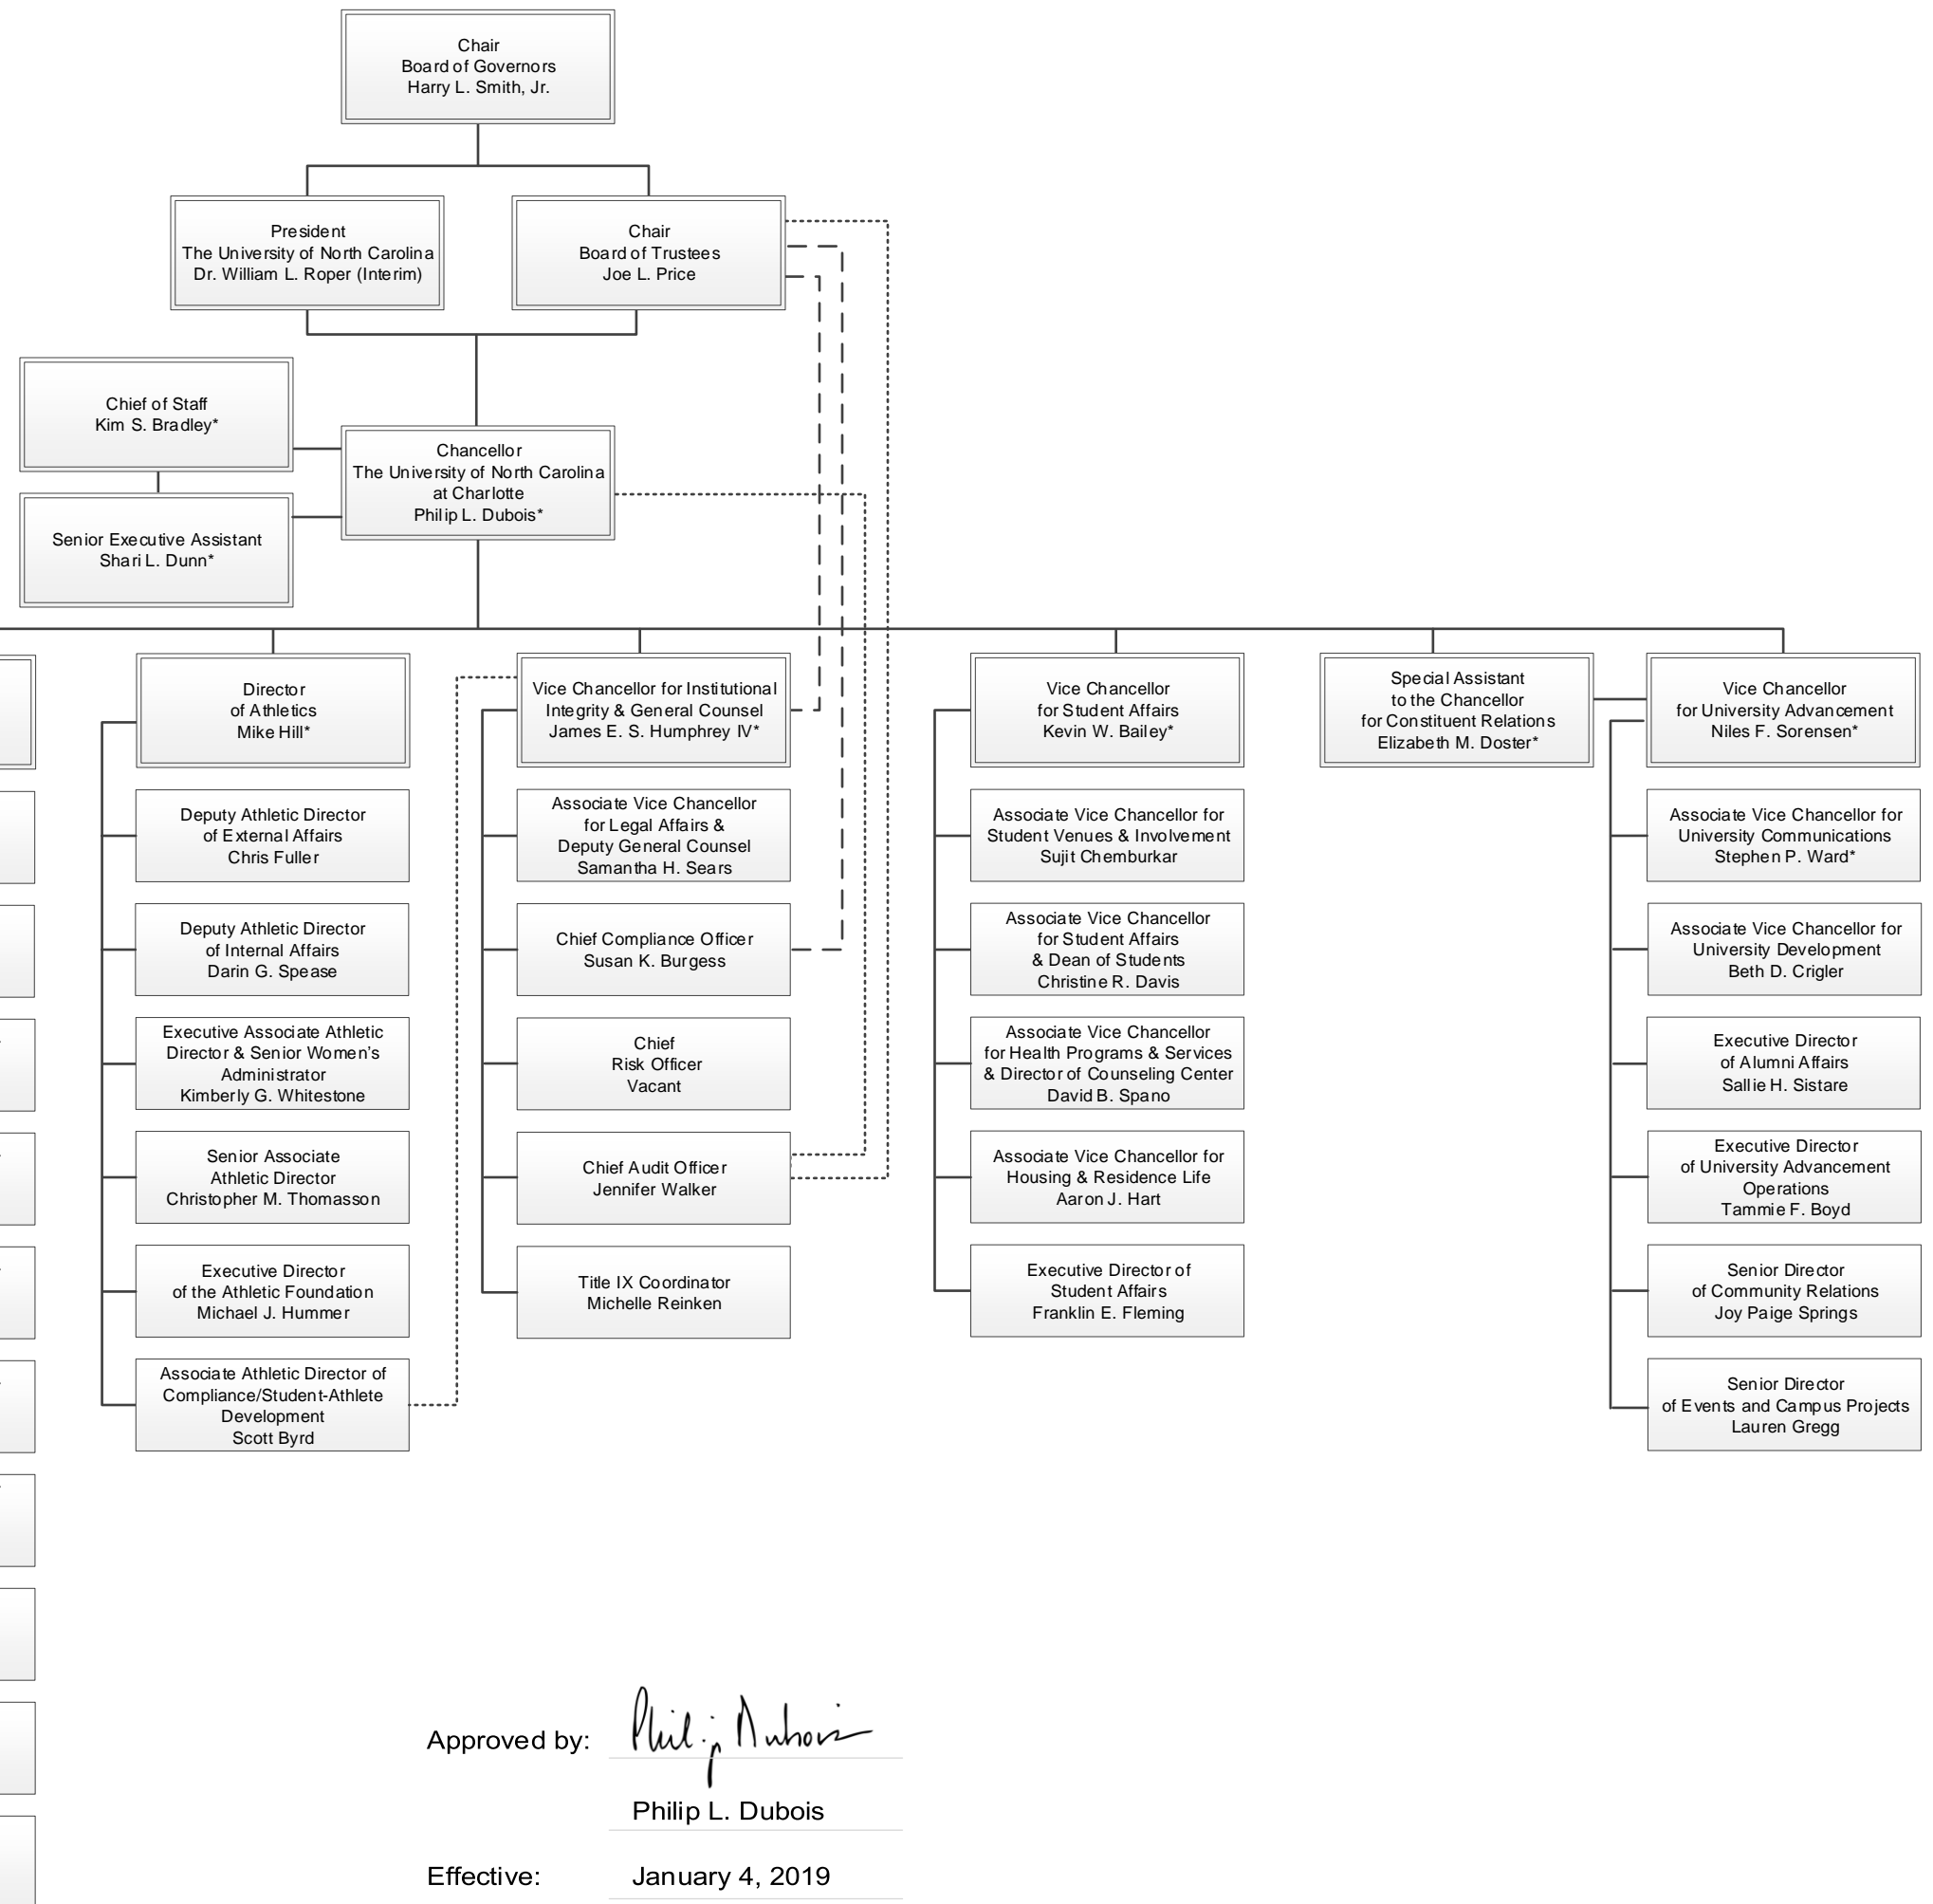 Chair
Board of Governors
Harry L. Smith, Jr.
President
The University of North Carolina
Dr. William L. Roper (Interim)
Chair
Board of Trustees
Joe L. Price
Chief of Staff
Kim S. Bradley*
Chancellor
The University of North Carolina
at Charlotte
Philip L. Dubois*
Senior Executive Assistant
Shari L. Dunn*
Director
of Athletics
Mike Hill*
Deputy Athletic Director
of External Affairs
Chris Fuller
Deputy Athletic Director
of Internal Affairs
Darin G. Spease
Executive Associate Athletic
Director & Senior Women’s
Administrator
Kimberly G. Whitestone
Senior Associate
Athletic Director
Christopher M. Thomasson
Executive Director
of the Athletic Foundation
Michael J. Hummer
Associate Athletic Director of
Compliance/Student-Athlete
Development
Scott Byrd
Vice Chancellor for Institutional
Integrity & General Counsel
James E. S. Humphrey IV*
Associate Vice Chancellor
for Legal Affairs &
Deputy General Counsel
Samantha H. Sears
Chief Compliance Officer
Susan K. Burgess
Chief
Risk Officer
Vacant
Chief Audit Officer
Jennifer Walker
Title IX Coordinator
Michelle Reinken
Vice Chancellor
for Student Affairs
Kevin W. Bailey*
Associate Vice Chancellor for
Student Venues & Involvement
Sujit Chemburkar
Associate Vice Chancellor
for Student Affairs
& Dean of Students
Christine R. Davis
Associate Vice Chancellor
for Health Programs & Services
& Director of Counseling Center
David B. Spano
Associate Vice Chancellor for
Housing & Residence Life
Aaron J. Hart
Executive Director of
Student Affairs
Franklin E. Fleming
Special Assistant
to the Chancellor
for Constituent Relations
Elizabeth M. Doster*
Vice Chancellor
for University Advancement
Niles F. Sorensen*
Associate Vice Chancellor for
University Communications
Stephen P. Ward*
Associate Vice Chancellor for
University Development
Beth D. Crigler
Executive Director
of Alumni Affairs
Sallie H. Sistare
Executive Director
of University Advancement
Operations
Tammie F. Boyd
Senior Director
of Community Relations
Joy Paige Springs
Senior Director
of Events and Campus Projects
Lauren Gregg
Approved by: Philip Dubois
Philip L. Dubois
Effective: January 4, 2019